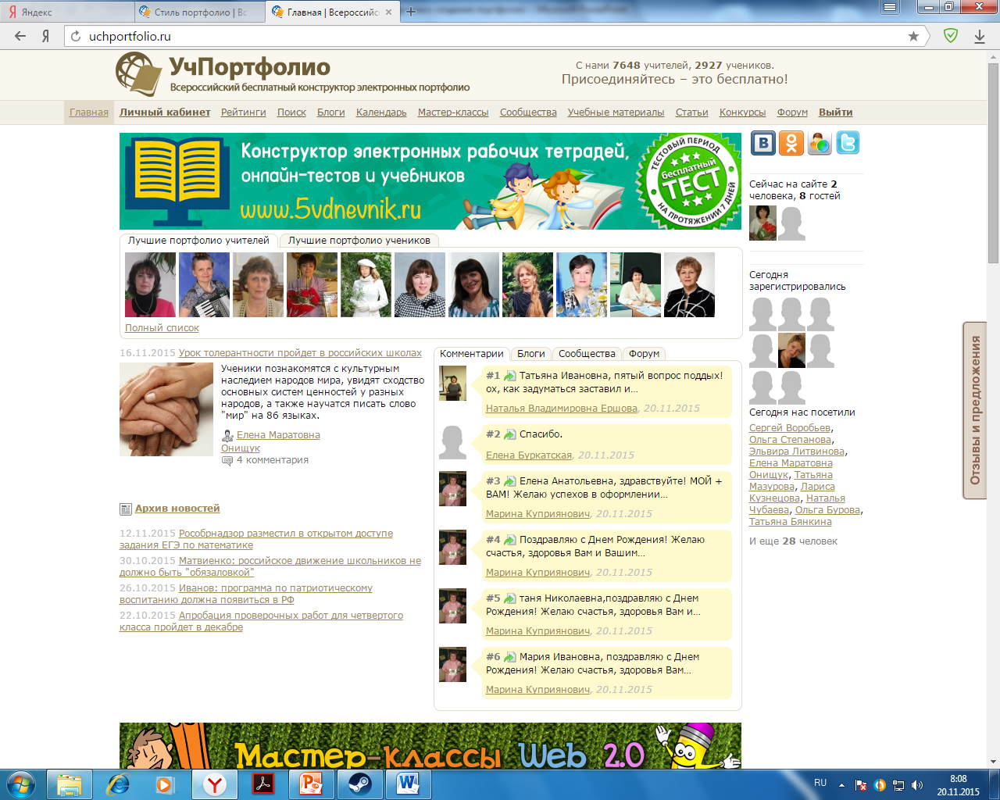 Яндекс
Стиль портфолио | Вс
Главная | Всероссийс
uchportfolio.ru
УчПортфолио
Всероссийский бесплатный конструктор электронных портфолио
С нами 7648 учителей, 2927 учеников.
Присоединяйтесь – это бесплатно!
Главная Личный кабинет Рейтинги Поиск Блоги Календарь Мастер-классы Сообщества Учебные материалы Статьи Конкурсы Форум Выйти
Конструктор электронных рабочих тетрадей,
онлайн-тестов и учебников
www.5vdnevnik.ru
ТЕСТОВЫЙ ПЕРИОД
бесплатный
ТЕСТ
НА ПРОТЯЖЕНИИ 7 ДНЕЙ
Лучшие портфолио учителей Лучшие портфолио учеников
Полный список
16.11.2015 Урок толерантности пройдет в российских школах
Ученики познакомятся с культурным
наследием народов мира, увидят сходство
основных систем ценностей у разных
народов, а также научатся писать слово
"мир" на 86 языках.
Елена Маратовна
Онищук
4 комментария
Архив новостей
12.11.2015 Рособрнадзор разместил в открытом доступе
задания ЕГЭ по математике
30.10.2015 Матвиенко: российское движение школьников не
должно быть "обязаловкой"
26.10.2015 Иванов: программа по патриотическому
воспитанию должна появиться в РФ
22.10.2015 Апробация проверочных работ для четвертого
класса пройдет в декабре
Комментарии Блоги Сообщества Форум
#1 Татьяна Ивановна, пятый вопрос поддых!
ох, как задуматься заставил и...
Наталья Владимировна Ершова, 20.11.2015
#2 Спасибо.
Елена Буркатская, 20.11.2015
#3 Елена Анатольевна, здравствуйте! МОЙ +
ВАМ! Желаю успехов в оформлении...
Марина Куприянович, 20.11.2015
#4 Поздравляю с Днем Рождения! Желаю
счастья, здоровья Вам и Вашим...
Марина Куприянович, 20.11.2015
#5 таня Николаевна,поздравляю с Днем
Рождения! Желаю счастья, здоровья Вам и...
Марина Куприянович, 20.11.2015
#6 Мария Ивановна, поздравляю с Днем
Рождения! Желаю счастья, здоровья Вам...
Марина Куприянович, 20.11.2015
Сейчас на сайте 2
человека, 8 гостей
Сегодня
зарегистрировались
Сегодня нас посетили
Сергей Воробьев,
Ольга Степанова,
Эльвира Литвинова,
Елена Маратовна
Онищук, Татьяна
Мазурова, Лариса
Кузнецова, Наталья
Чубаева, Ольга Бурова,
Татьяна Бянкина
И еще 28 человек
Отзывы и предложения
Мастер-классы Web 2.0
RU
8:08
20.11.2015